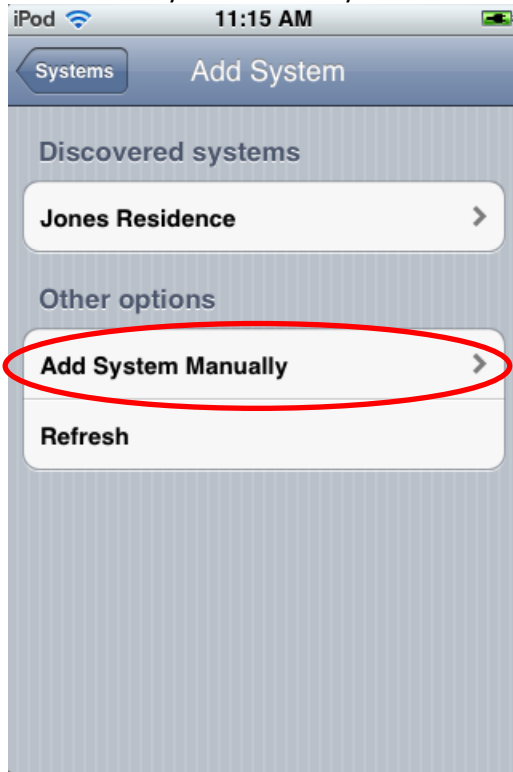 iPod 11:15 AM
Systems Add System
Discovered systems
Jones Residence
Other options
Add System Manually
Refresh